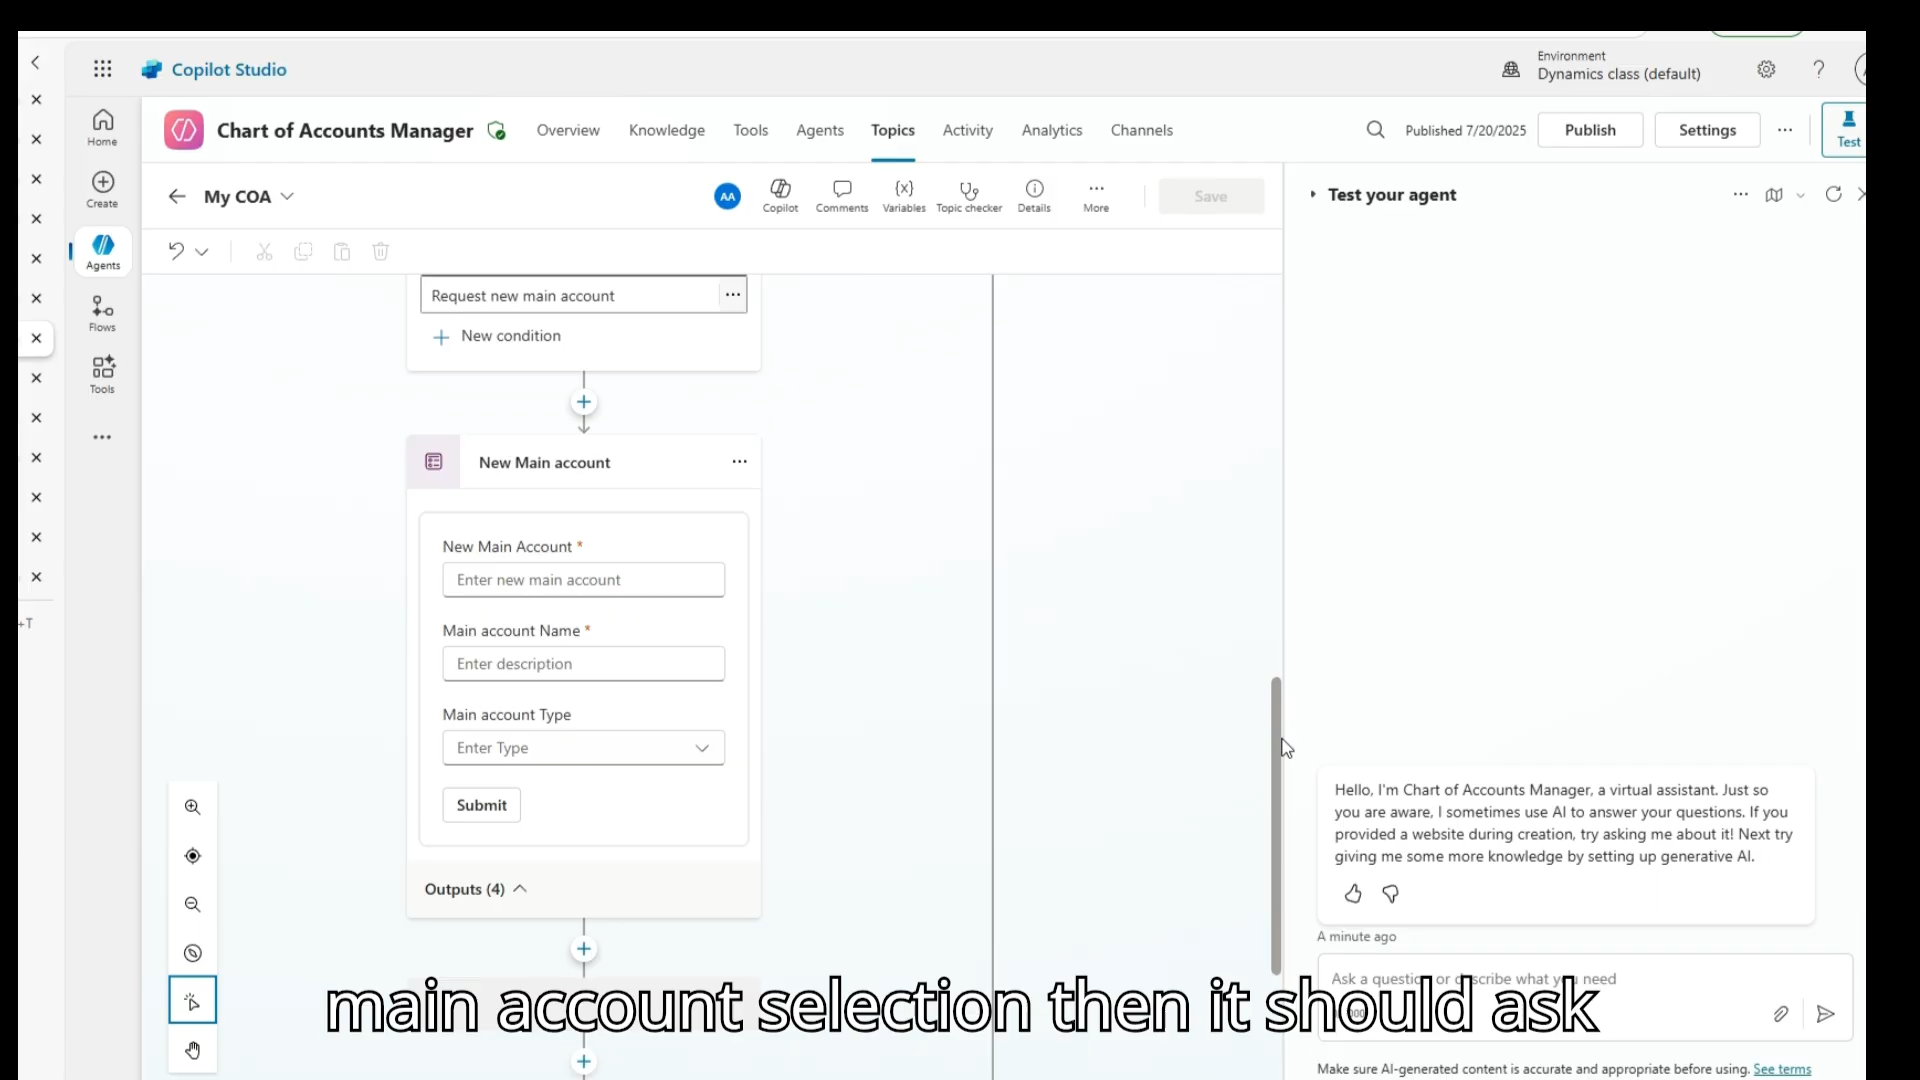 Copilot Studio
Environment
Dynamics class (default)
Home
Create
Agents
Flows
Tools
+T
Chart of Accounts Manager
Overview
Knowledge
Tools
Agents
Topics
Activity
Analytics
Channels
Published 7/20/2025
Publish
Settings
Test
My COA
AA
Copilot
Comments
Variables
Topic checker
Details
More
Save
Request new main account
New condition
New Main account
New Main Account *
Enter new main account
Main account Name *
Enter description
Main account Type
Enter Type
Submit
Outputs (4)
Test your agent
Hello, I'm Chart of Accounts Manager, a virtual assistant. Just so
you are aware, I sometimes use AI to answer your questions. If you
provided a website during creation, try asking me about it! Next try
giving me some more knowledge by setting up generative AI.
A minute ago
Ask a question or describe what you need
Make sure AI-generated content is accurate and appropriate before using. See terms
main account selection then it should ask